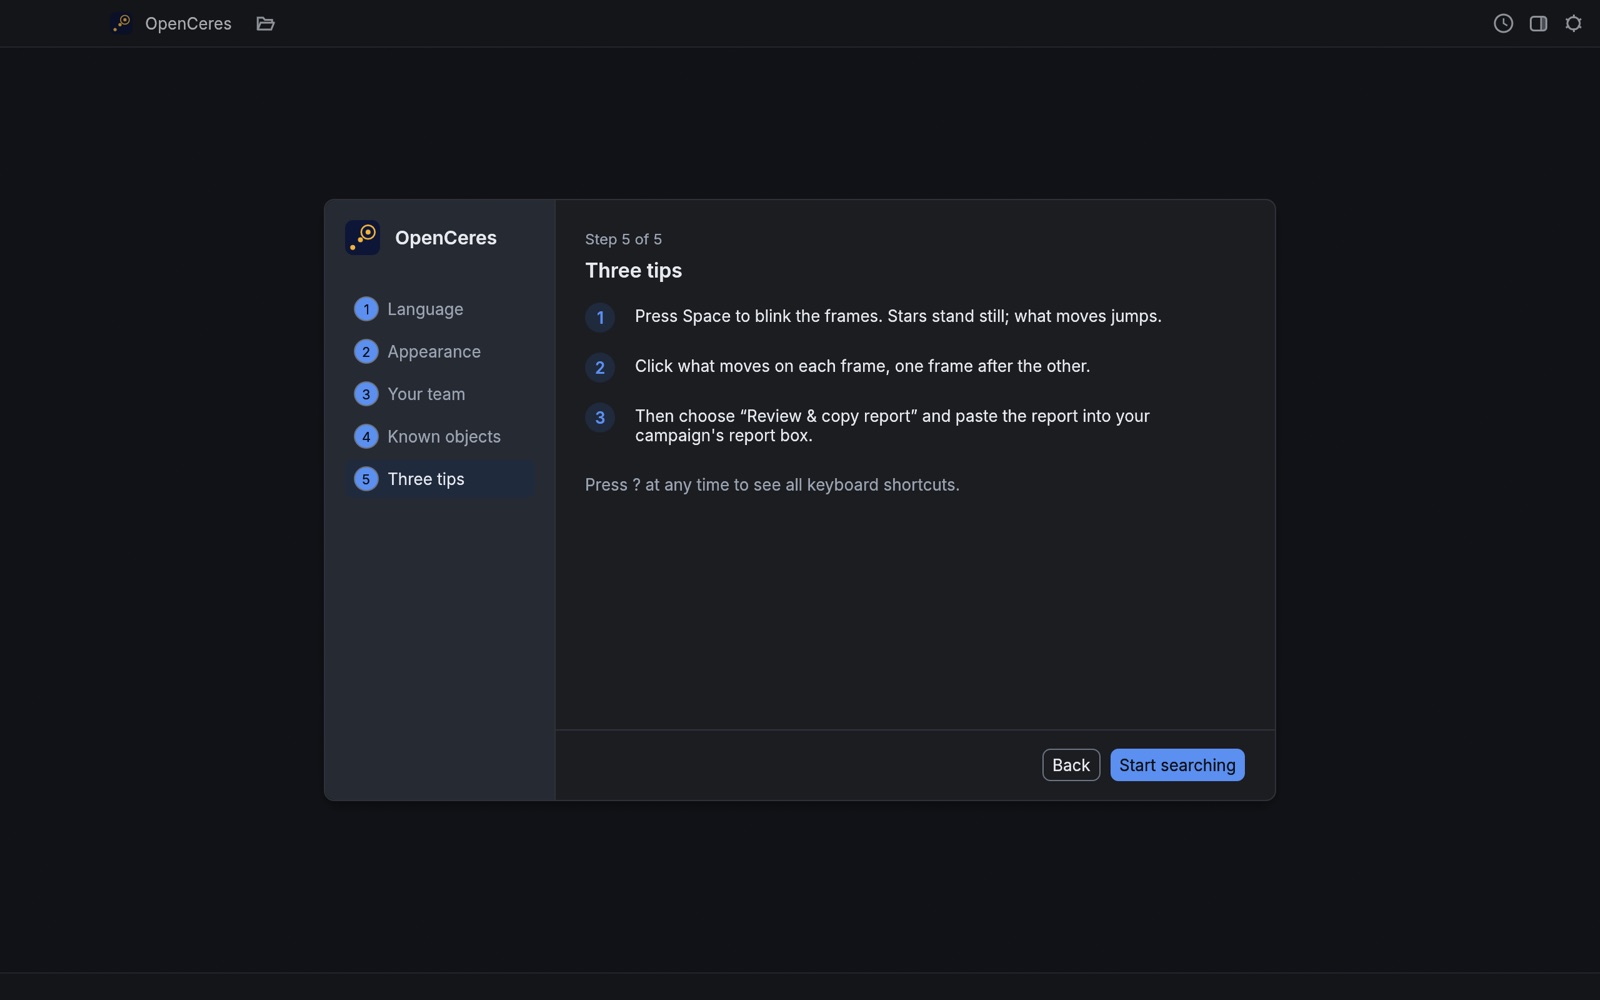 OpenCeres
OpenCeres
1 Language
2 Appearance
3 Your team
4 Known objects
5 Three tips
Step 5 of 5
Three tips
1 Press Space to blink the frames. Stars stand still; what moves jumps.
2 Click what moves on each frame, one frame after the other.
3 Then choose “Review & copy report” and paste the report into your
campaign's report box.
Press ? at any time to see all keyboard shortcuts.
Back
Start searching